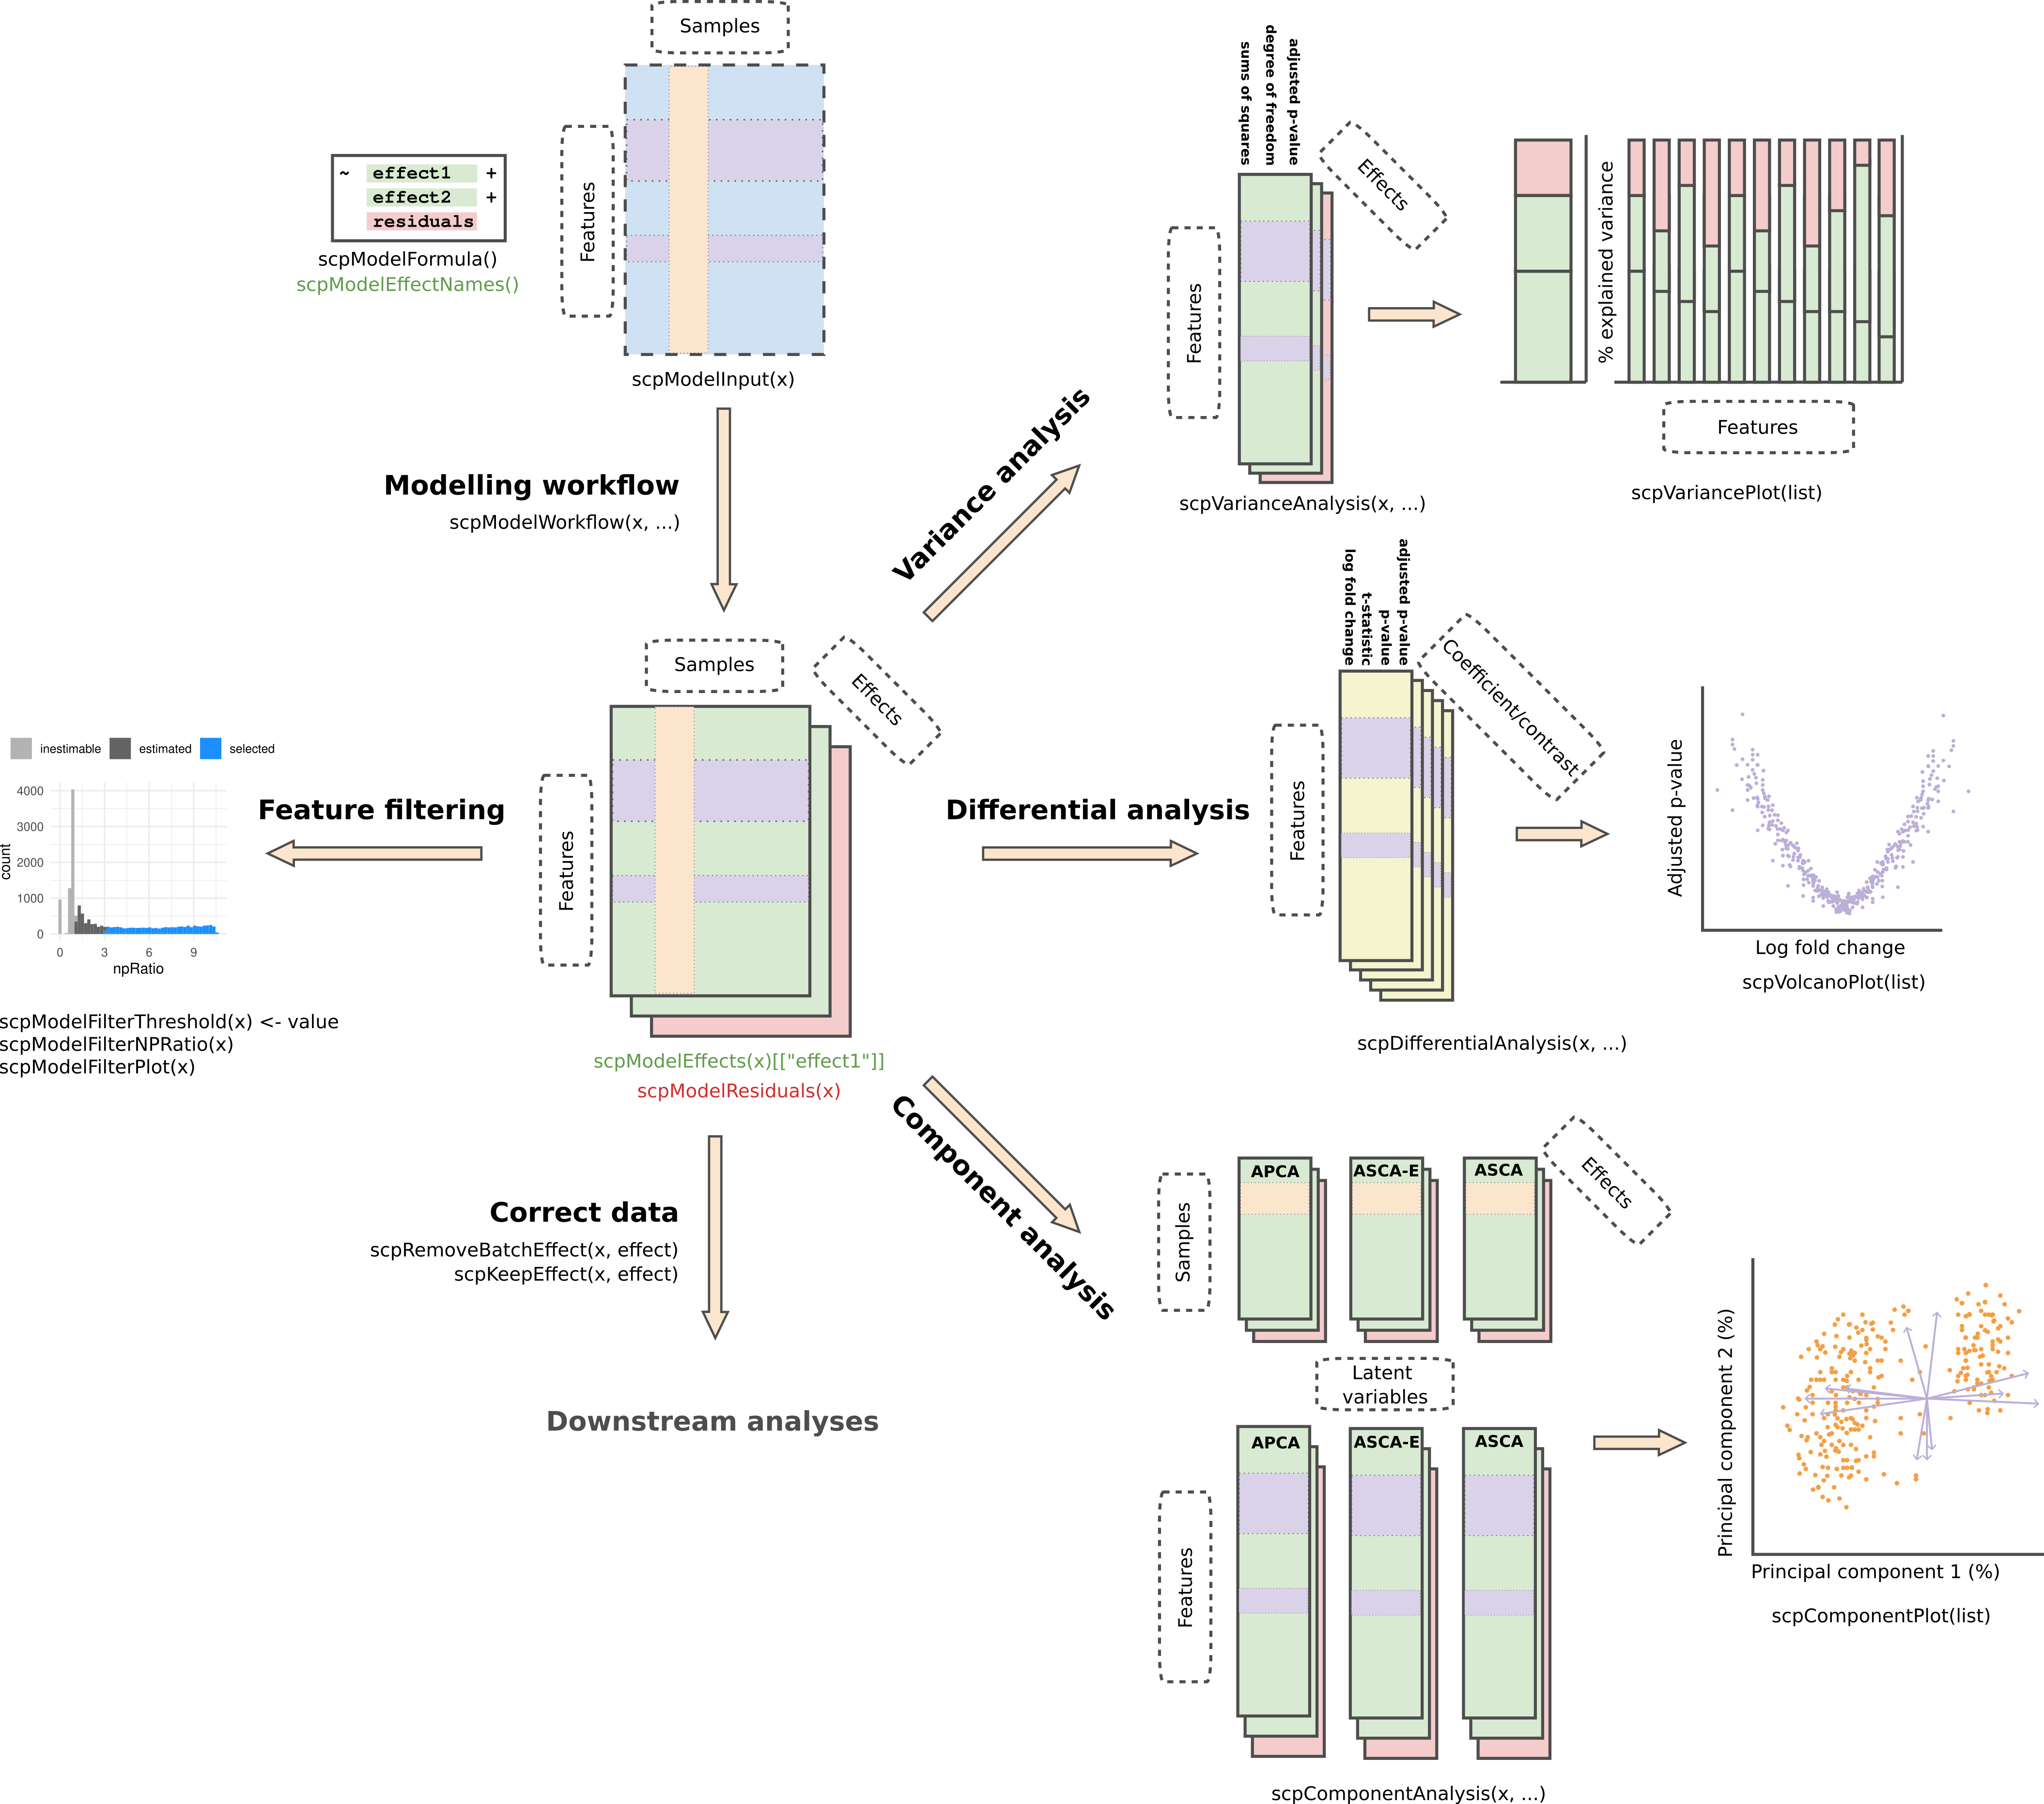 Samples
Features
~ effect1 +
effect2 +
residuals
scpModelFormula()
scpModelEffectNames()
scpModelInput(x)
Modelling workflow
scpModelWorkflow(x, ...)
Variance analysis
sums of squares
degree of freedom
adjusted p-value
Effects
Features
scpVarianceAnalysis(x, ...)
% explained variance
Features
scpVariancePlot(list)
Samples
Effects
Features
scpModelEffects(x)[["effect1"]]
scpModelResiduals(x)
Feature filtering
inestimable estimated selected
4000
3000
2000
1000
0
count
0 3 6 9
npRatio
scpModelFilterThreshold(x) <- value
scpModelFilterNPRatio(x)
scpModelFilterPlot(x)
Differential analysis
log fold change
t-statistic
p-value
adjusted p-value
Coefficient/contrast
Features
scpDifferentialAnalysis(x, ...)
Adjusted p-value
Log fold change
scpVolcanoPlot(list)
Correct data
scpRemoveBatchEffect(x, effect)
scpKeepEffect(x, effect)
Downstream analyses
Component analysis
Samples
APCA ASCA-E ASCA
Effects
Latent
variables
Features
APCA ASCA-E ASCA
scpComponentAnalysis(x, ...)
Principal component 2 (%)
Principal component 1 (%)
scpComponentPlot(list)